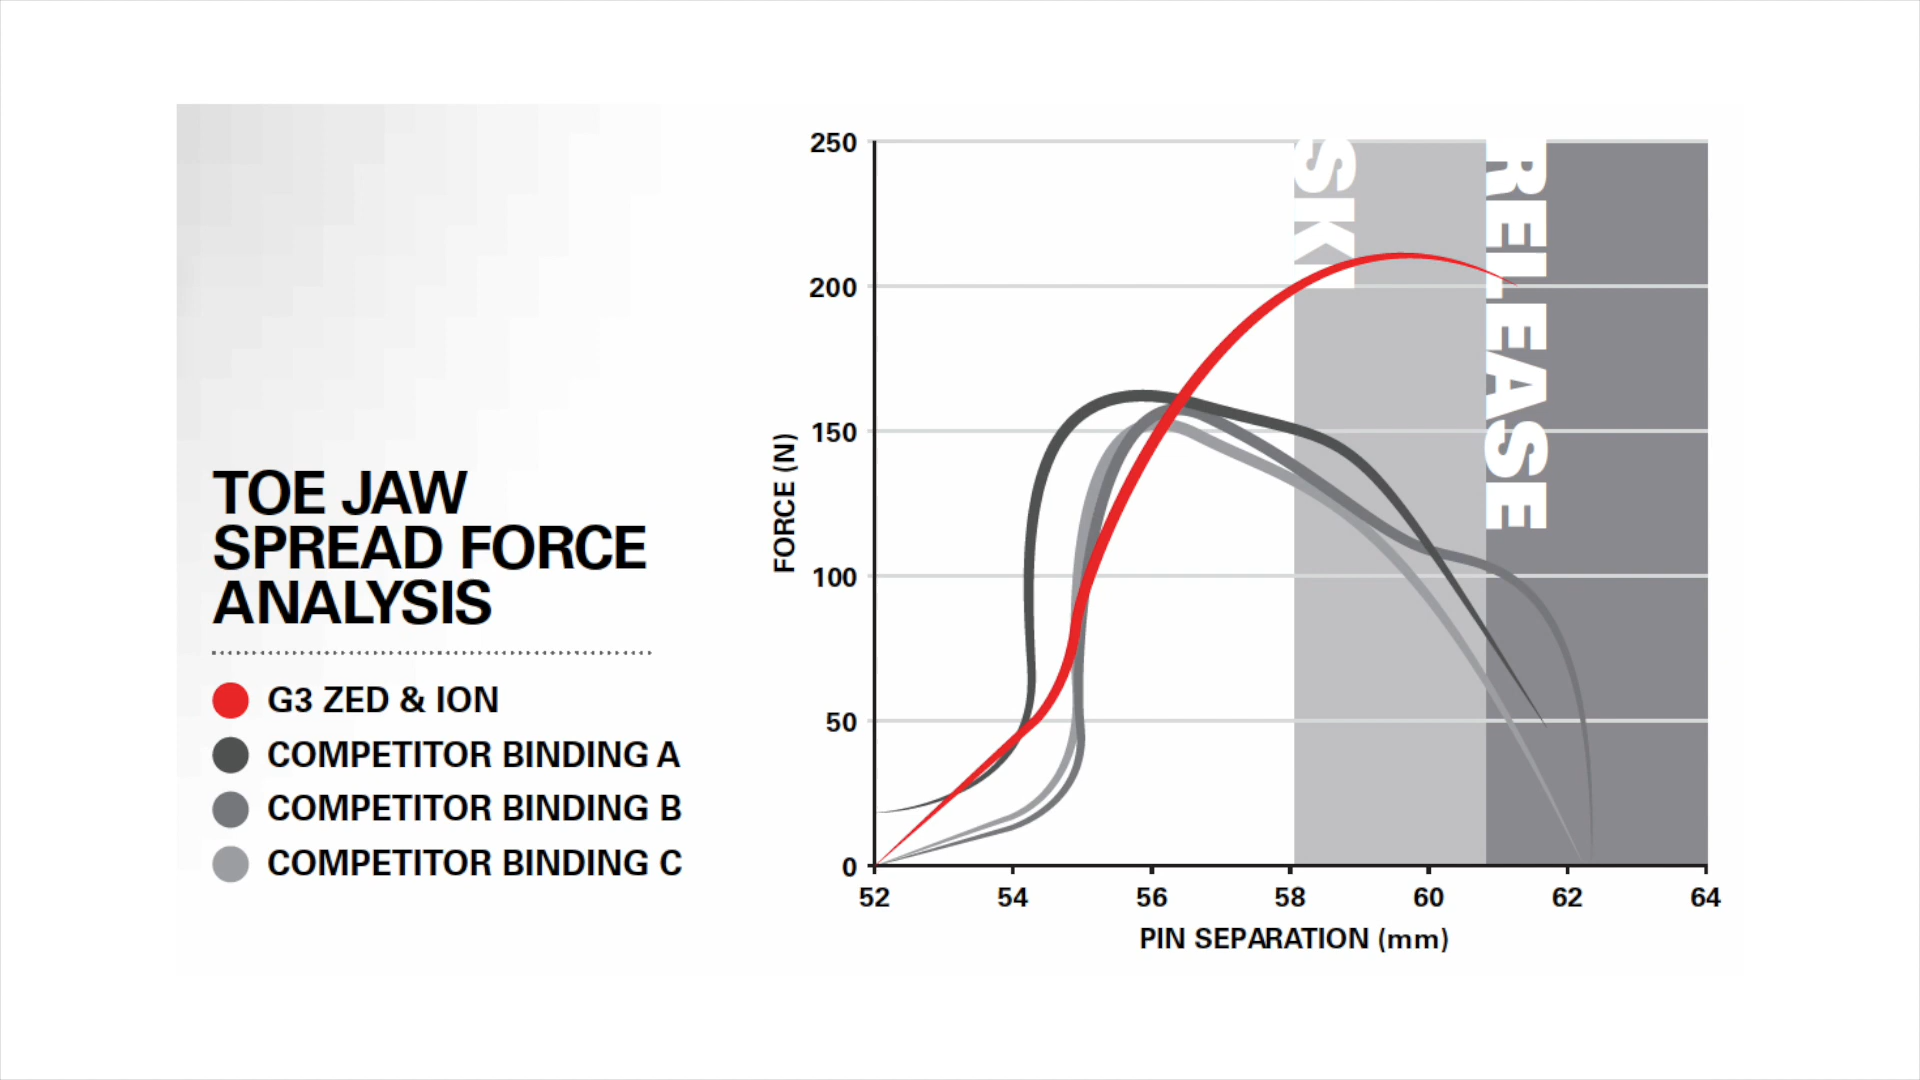 TOE JAW
SPREAD FORCE
ANALYSIS
G3 ZED & ION
COMPETITOR BINDING A
COMPETITOR BINDING B
COMPETITOR BINDING C
FORCE (N)
250
200
150
100
50
0
52 54 56 58 60 62 64
PIN SEPARATION (mm)
SKI
RELEASE